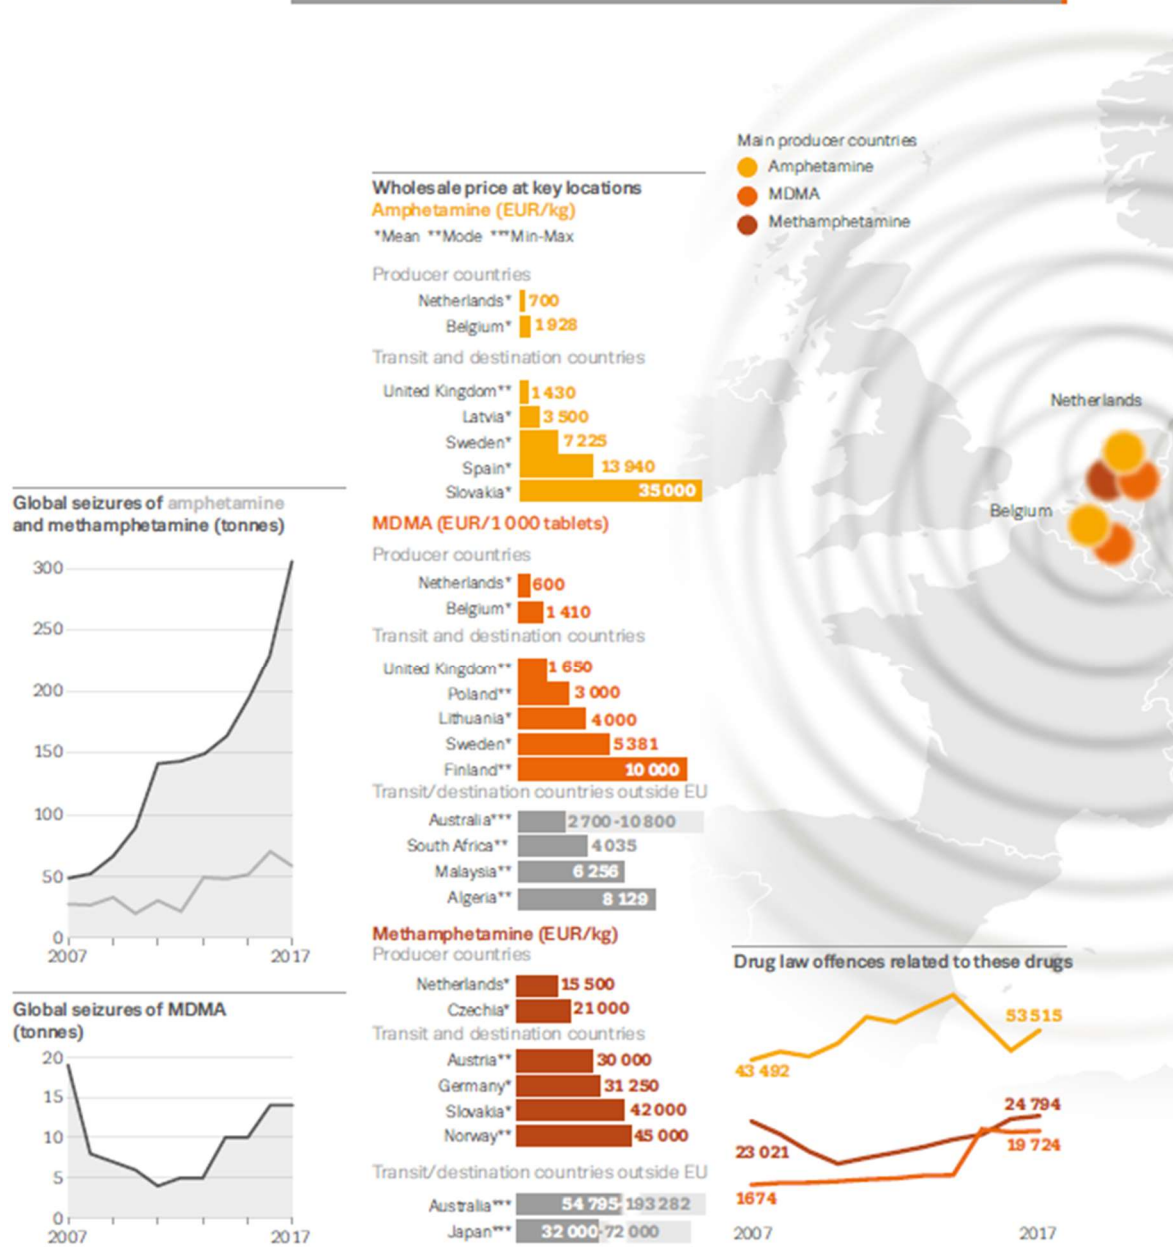 Main producer countries
Amphetamine
MDMA
Methamphetamine
Wholesale price at key locations
Amphetamine (EUR/kg)
*Mean **Mode ***Min-Max
Producer countries
Netherlands* 700
Belgium* 1 928
Transit and destination countries
United Kingdom** 1 430
Latvia* 3 500
Sweden* 7 225
Spain* 13 940
Slovakia* 35 000
MDMA (EUR/1 000 tablets)
Producer countries
Netherlands* 600
Belgium* 1 410
Transit and destination countries
United Kingdom** 1 650
Poland** 3 000
Lithuania* 4 000
Sweden* 5 381
Finland** 10 000
Transit/destination countries outside EU
Australia*** 2 700-10 800
South Africa** 4 035
Malaysia** 6 256
Algeria** 8 129
Methamphetamine (EUR/kg)
Producer countries
Netherlands* 15 500
Czechia* 21 000
Transit and destination countries
Austria** 30 000
Germany* 31 250
Slovakia* 42 000
Norway** 45 000
Transit/destination countries outside EU
Australia*** 54 795-193 282
Japan*** 32 000-72 000
Global seizures of amphetamine
and methamphetamine (tonnes)
300
250
200
150
100
50
0
2007 2017
Global seizures of MDMA
(tonnes)
20
15
10
5
0
2007 2017
Netherlands
Belgium
Drug law offences related to these drugs
53 515
43 492
24 794
23 021
19 724
1674
2007 2017